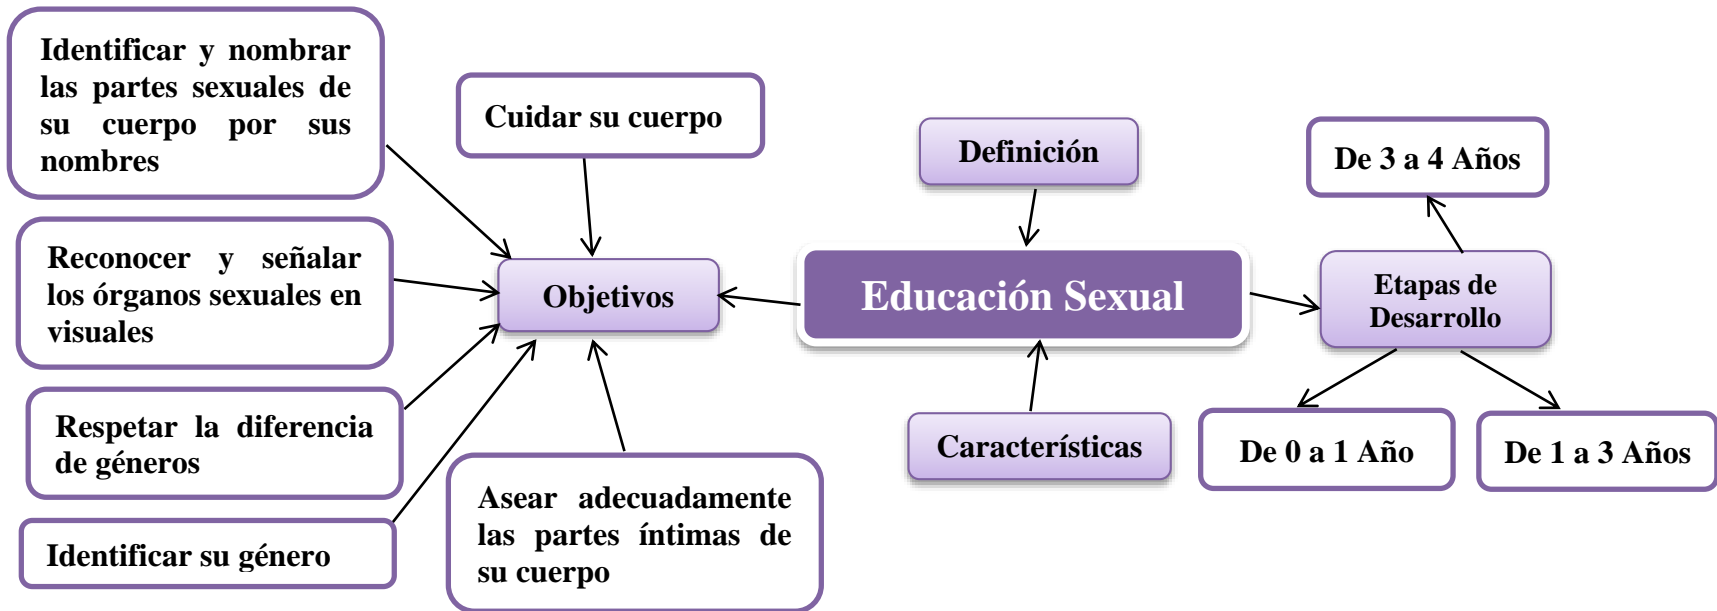 Identificar y nombrar
las partes sexuales de
su cuerpo por sus
nombres
Cuidar su cuerpo
Definición
De 3 a 4 Años
Reconocer y señalar
los órganos sexuales en
visuales
Objetivos
Educación Sexual
Etapas de
Desarrollo
Respetar la diferencia
de géneros
Características
De 0 a 1 Año
De 1 a 3 Años
Identificar su género
Asear adecuadamente
las partes íntimas de
su cuerpo